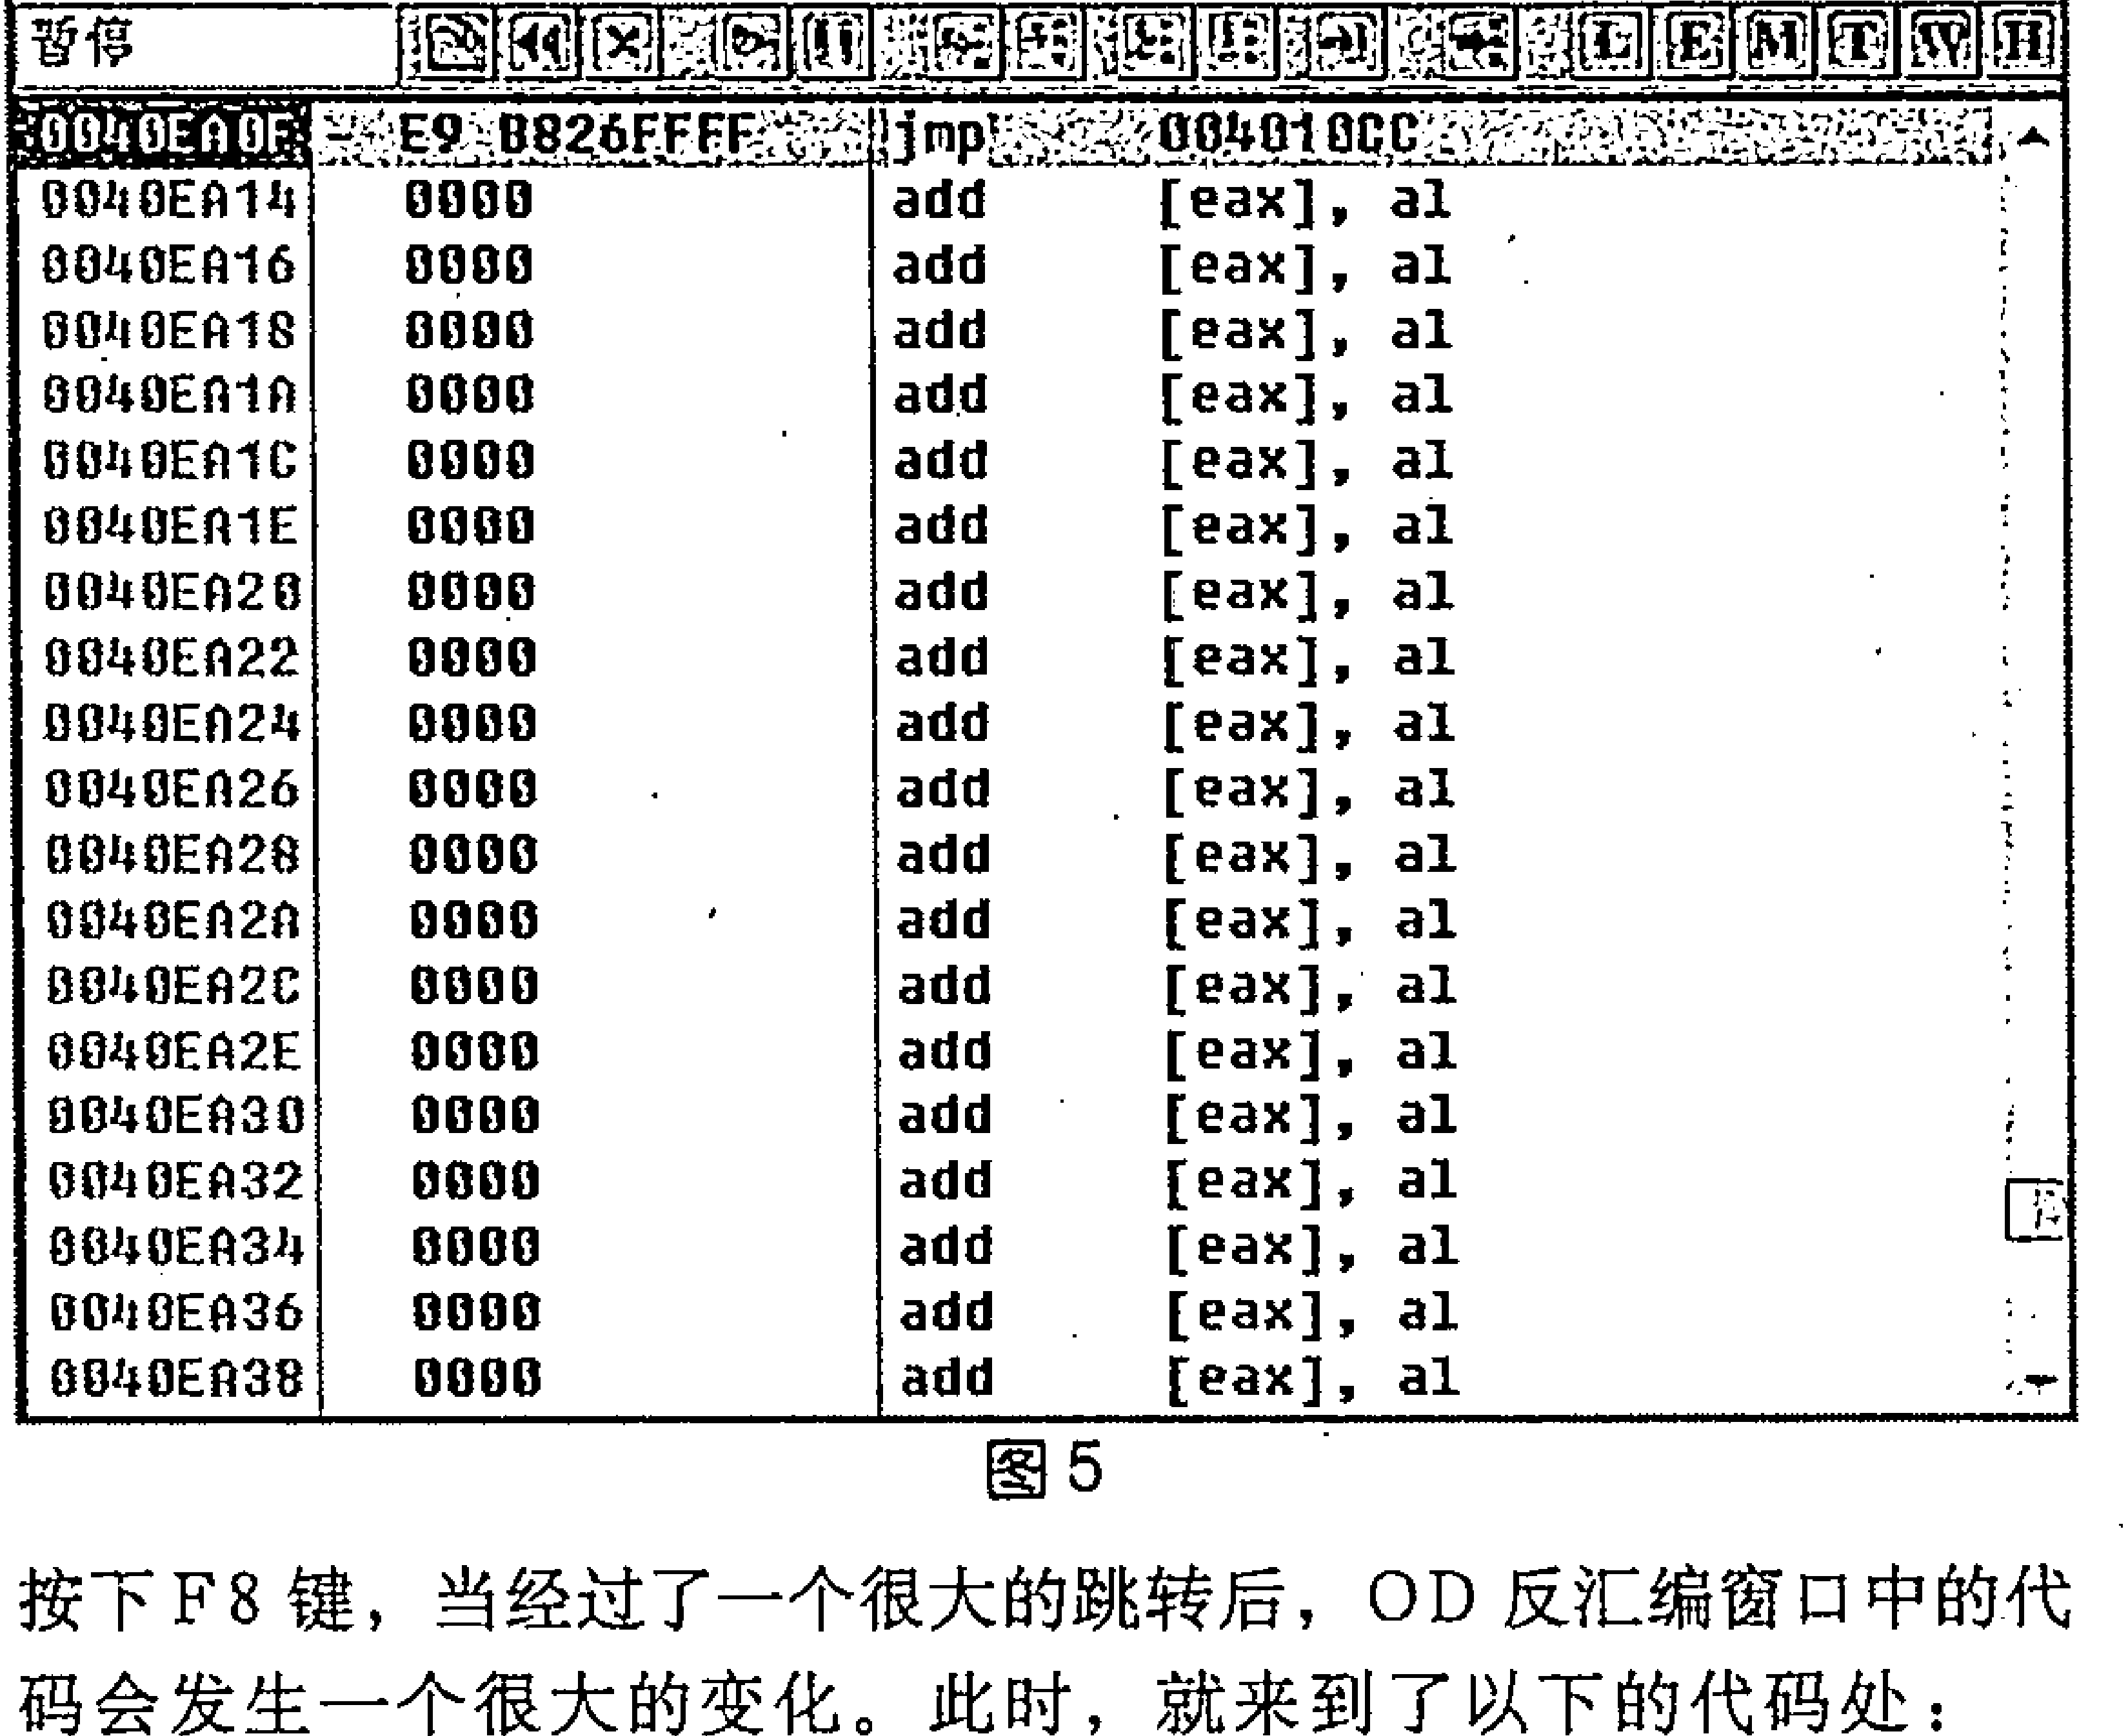 暂停 L E M T W H
0040EA0F E9 B826FFFF jmp 004010CC
0040EA14 0000 add [eax], al
0040EA16 0000 add [eax], al
0040EA18 0000 add [eax], al
0040EA1A 0000 add [eax], al
0040EA1C 0000 add [eax], al
0040EA1E 0000 add [eax], al
0040EA20 0000 add [eax], al
0040EA22 0000 add [eax], al
0040EA24 0000 add [eax], al
0040EA26 0000 add [eax], al
0040EA28 0000 add [eax], al
0040EA2A 0000 add [eax], al
0040EA2C 0000 add [eax], al
0040EA2E 0000 add [eax], al
0040EA30 0000 add [eax], al
0040EA32 0000 add [eax], al
0040EA34 0000 add [eax], al
0040EA36 0000 add [eax], al
0040EA38 0000 add [eax], al
图 5
按下 F8 键，当经过了一个很大的跳转后，OD 反汇编窗口中的代
码会发生一个很大的变化。此时，就来到了以下的代码处：